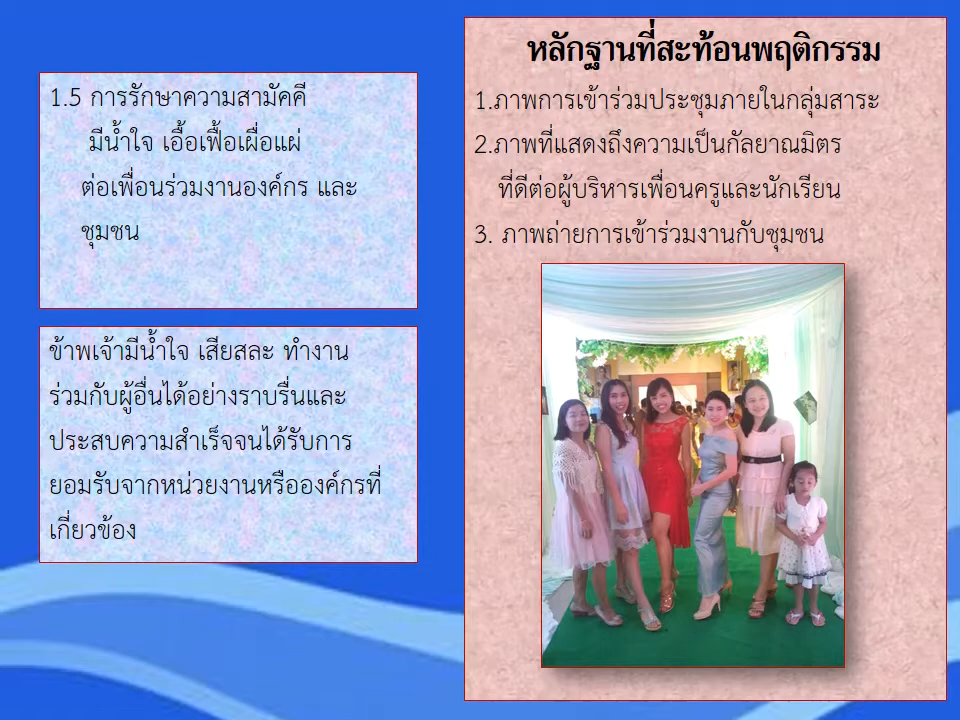 1.5 การรักษาความสามัคคี
มีน้ำใจ เอื้อเฟื้อเผื่อแผ่
ต่อเพื่อนร่วมงานองค์กร และ
ชุมชน
ข้าพเจ้ามีน้ำใจ เสียสละ ทำงาน
ร่วมกับผู้อื่นได้อย่างราบรื่นและ
ประสบความสำเร็จจนได้รับการ
ยอมรับจากหน่วยงานหรือองค์กรที่
เกี่ยวข้อง
หลักฐานที่สะท้อนพฤติกรรม
1.ภาพการเข้าร่วมประชุมภายในกลุ่มสาระ
2.ภาพที่แสดงถึงความเป็นกัลยาณมิตร
ที่ดีต่อผู้บริหารเพื่อนครูและนักเรียน
3. ภาพถ่ายการเข้าร่วมงานกับชุมชน